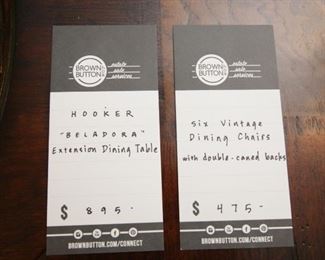 BROWN
BUTTON
estate
sale
services
HOOKER
"BELADORA"
Extension Dining Table
$ 895-
BROWNBUTTON.COM/CONNECT
BROWN
BUTTON
estate
sale
services
six Vintage
Dining Chairs
with double-caned backs
$ 475-
BROWNBUTTON.COM/CONNECT